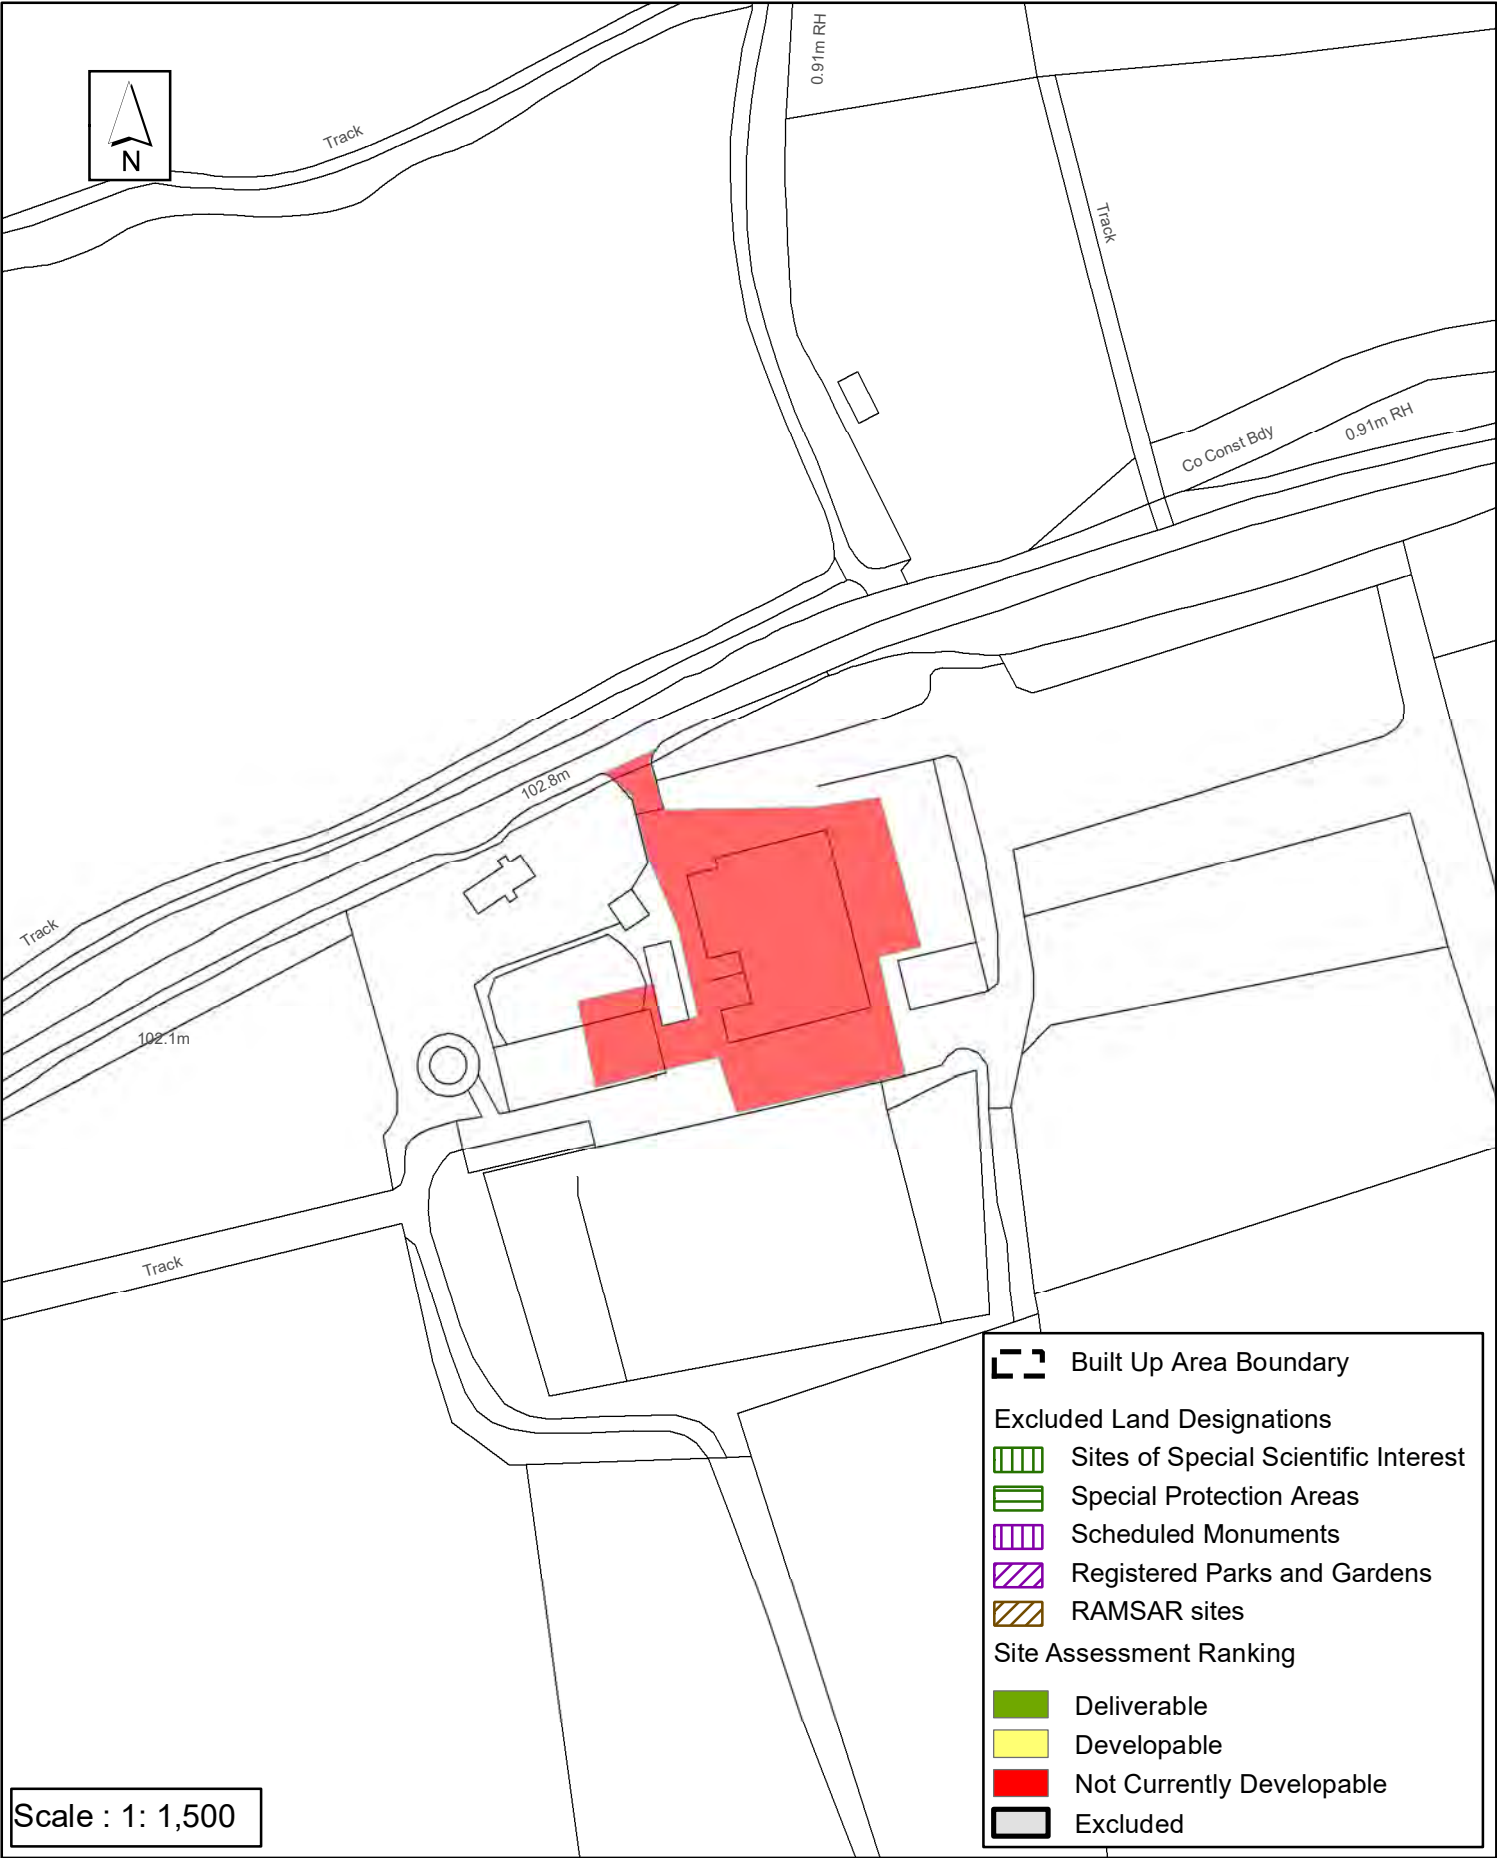 0.91m RH
Track
N
Track
Co Const Bdy
0.91m RH
102.8m
Track
102.1m
Track
Built Up Area Boundary
Excluded Land Designations
Sites of Special Scientific Interest
Special Protection Areas
Scheduled Monuments
Registered Parks and Gardens
RAMSAR sites
Site Assessment Ranking
Deliverable
Developable
Not Currently Developable
Excluded
Scale : 1: 1,500